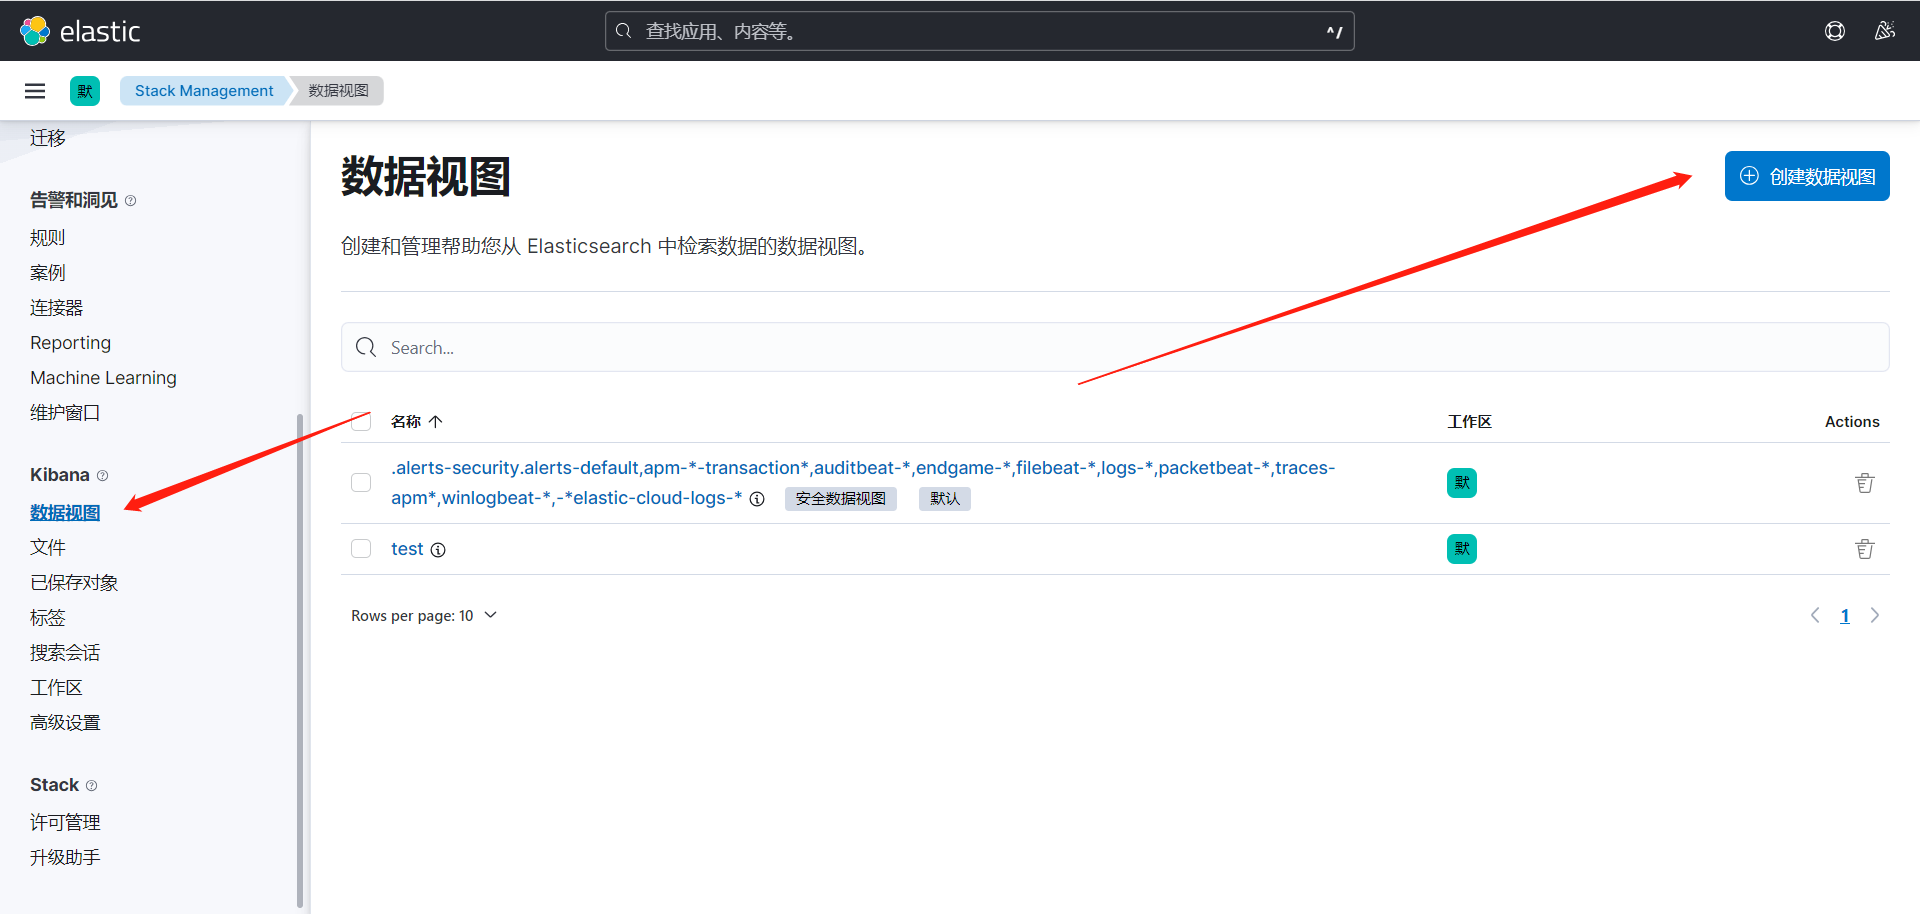 elastic
查找应用、内容等。
^/
默
Stack Management
数据视图
迁移
告警和洞见
规则
案例
连接器
Reporting
Machine Learning
维护窗口
Kibana
数据视图
文件
已保存对象
标签
搜索会话
工作区
高级设置
Stack
许可管理
升级助手
数据视图
创建数据视图
创建和管理帮助您从 Elasticsearch 中检索数据的数据视图。
Search...
名称
工作区
Actions
.alerts-security.alerts-default,apm-*-transaction*,auditbeat-*,endgame-*,filebeat-*,logs-*,packetbeat-*,traces-
apm*,winlogbeat-*,-*elastic-cloud-logs-*
安全数据视图
默认
默
test
默
Rows per page: 10
1